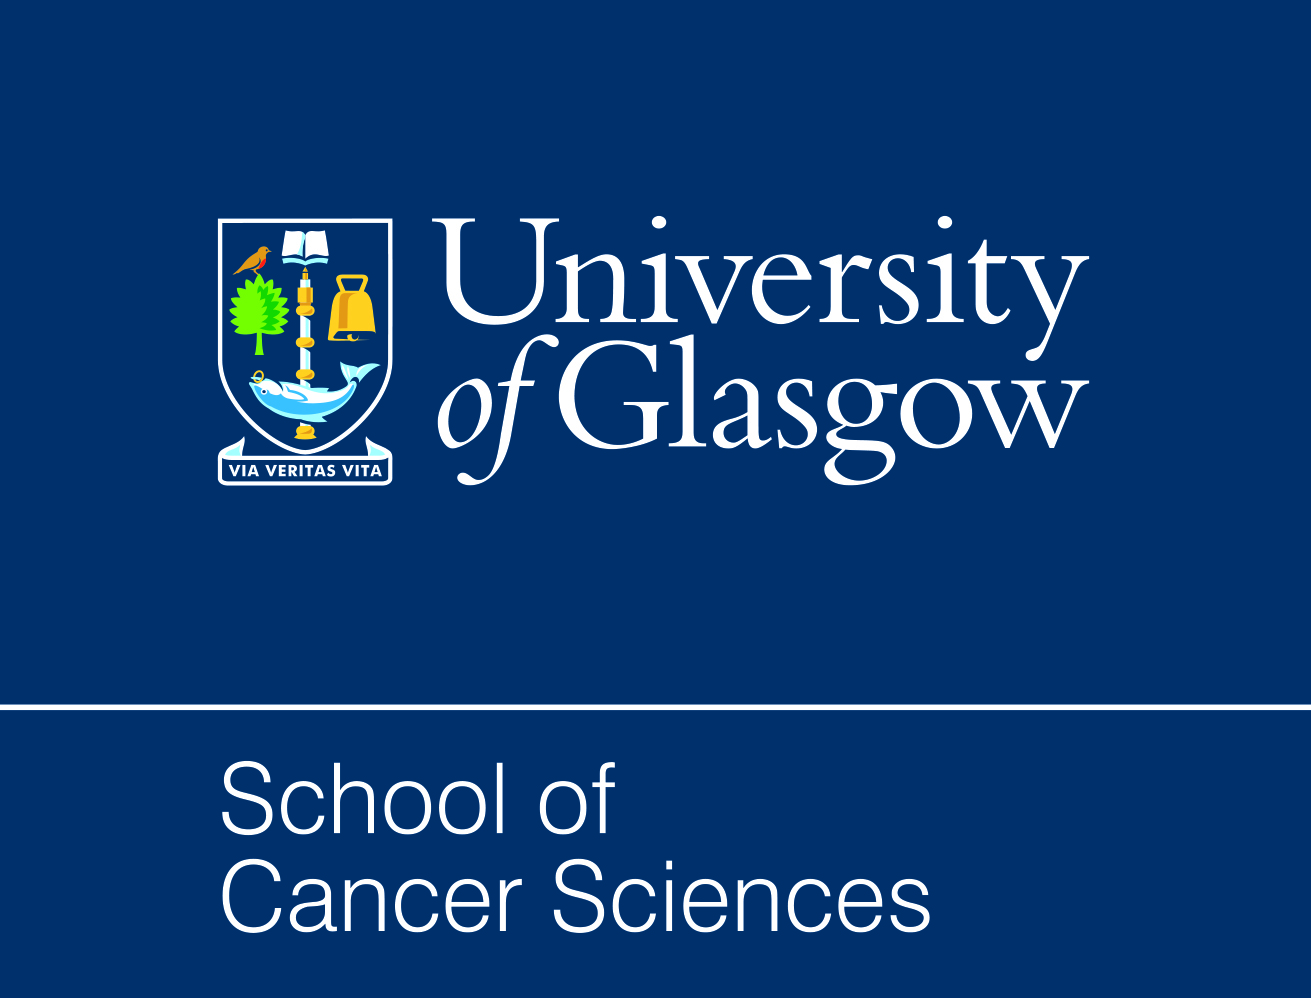 University
of Glasgow
VIA VERITAS VITA
School of
Cancer Sciences